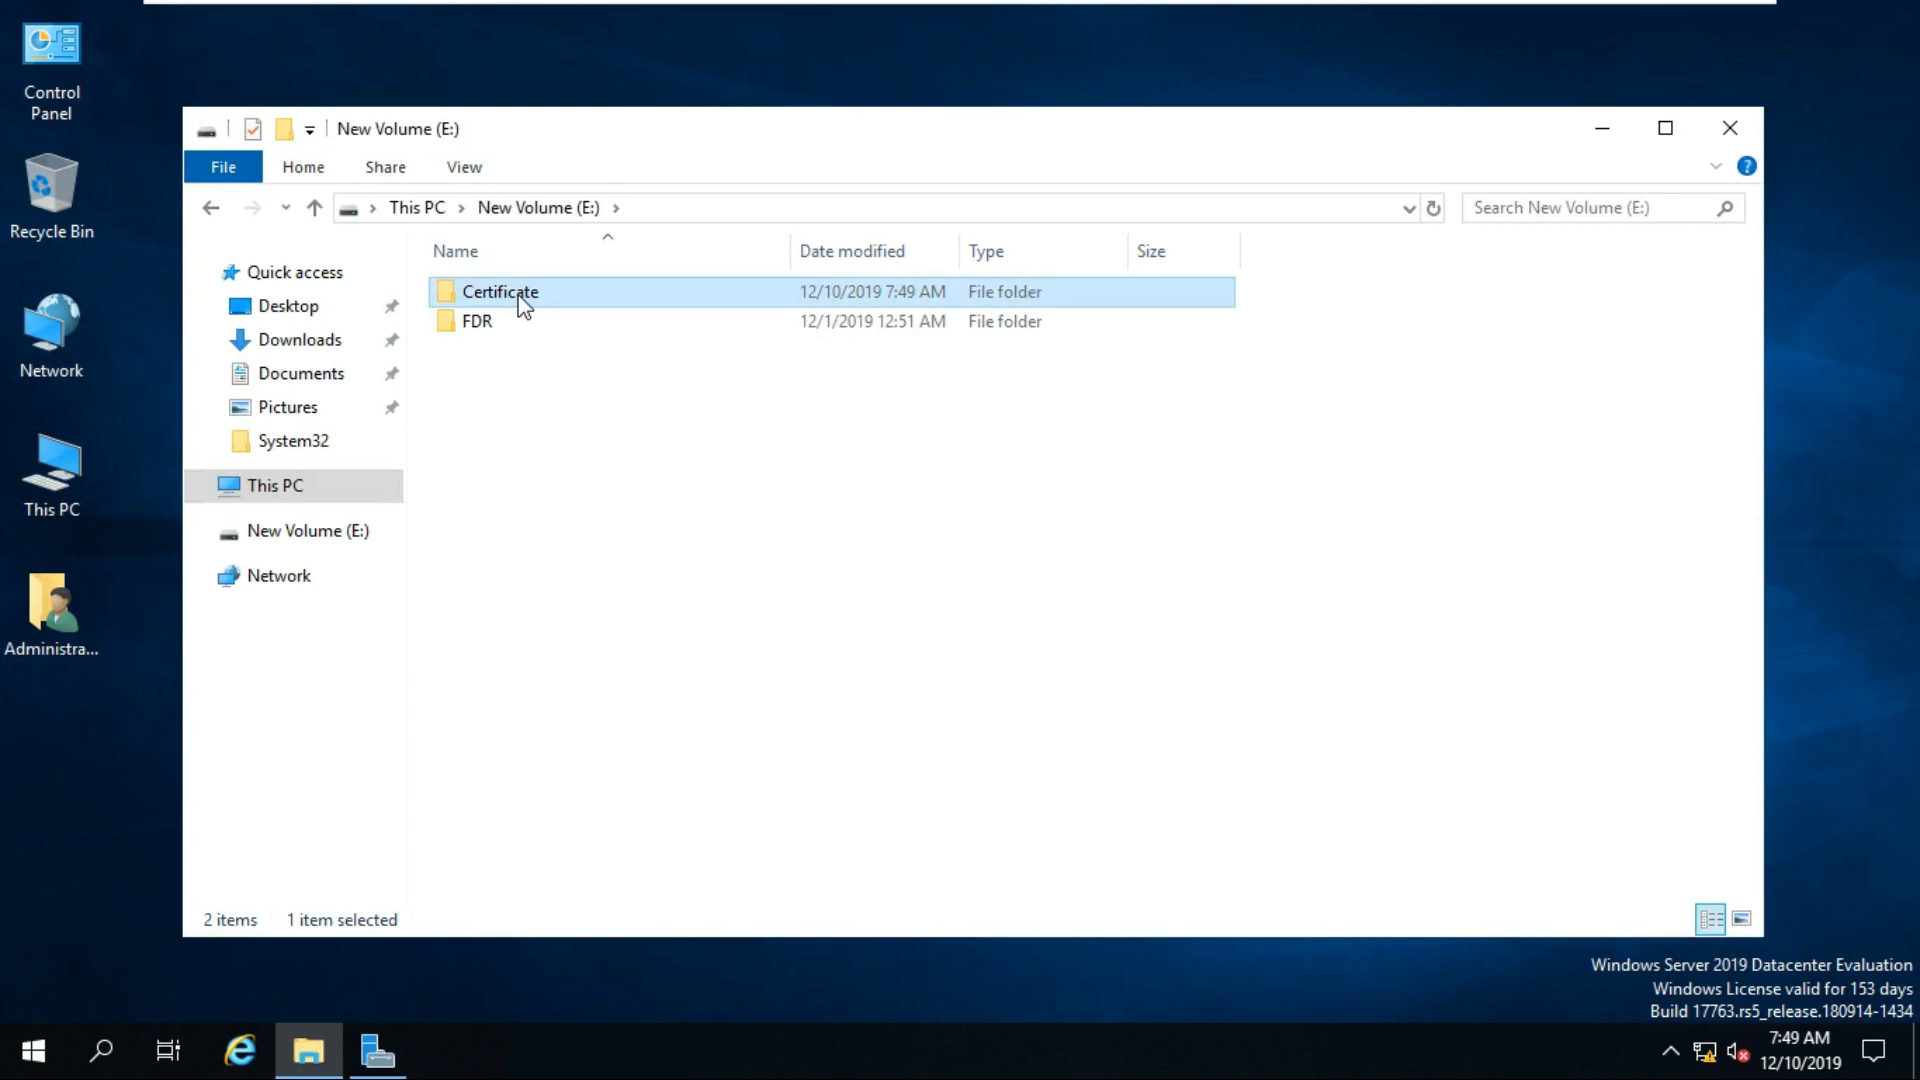 Control
Panel
Recycle Bin
Network
This PC
Administra...
New Volume (E:)
File Home Share View
This PC New Volume (E:)
Search New Volume (E:)
Name Date modified Type Size
Certificate 12/10/2019 7:49 AM File folder
FDR 12/1/2019 12:51 AM File folder
Quick access
Desktop
Downloads
Documents
Pictures
System32
This PC
New Volume (E:)
Network
2 items 1 item selected
Windows Server 2019 Datacenter Evaluation
Windows License valid for 153 days
Build 17763.rs5_release.180914-1434
7:49 AM
12/10/2019